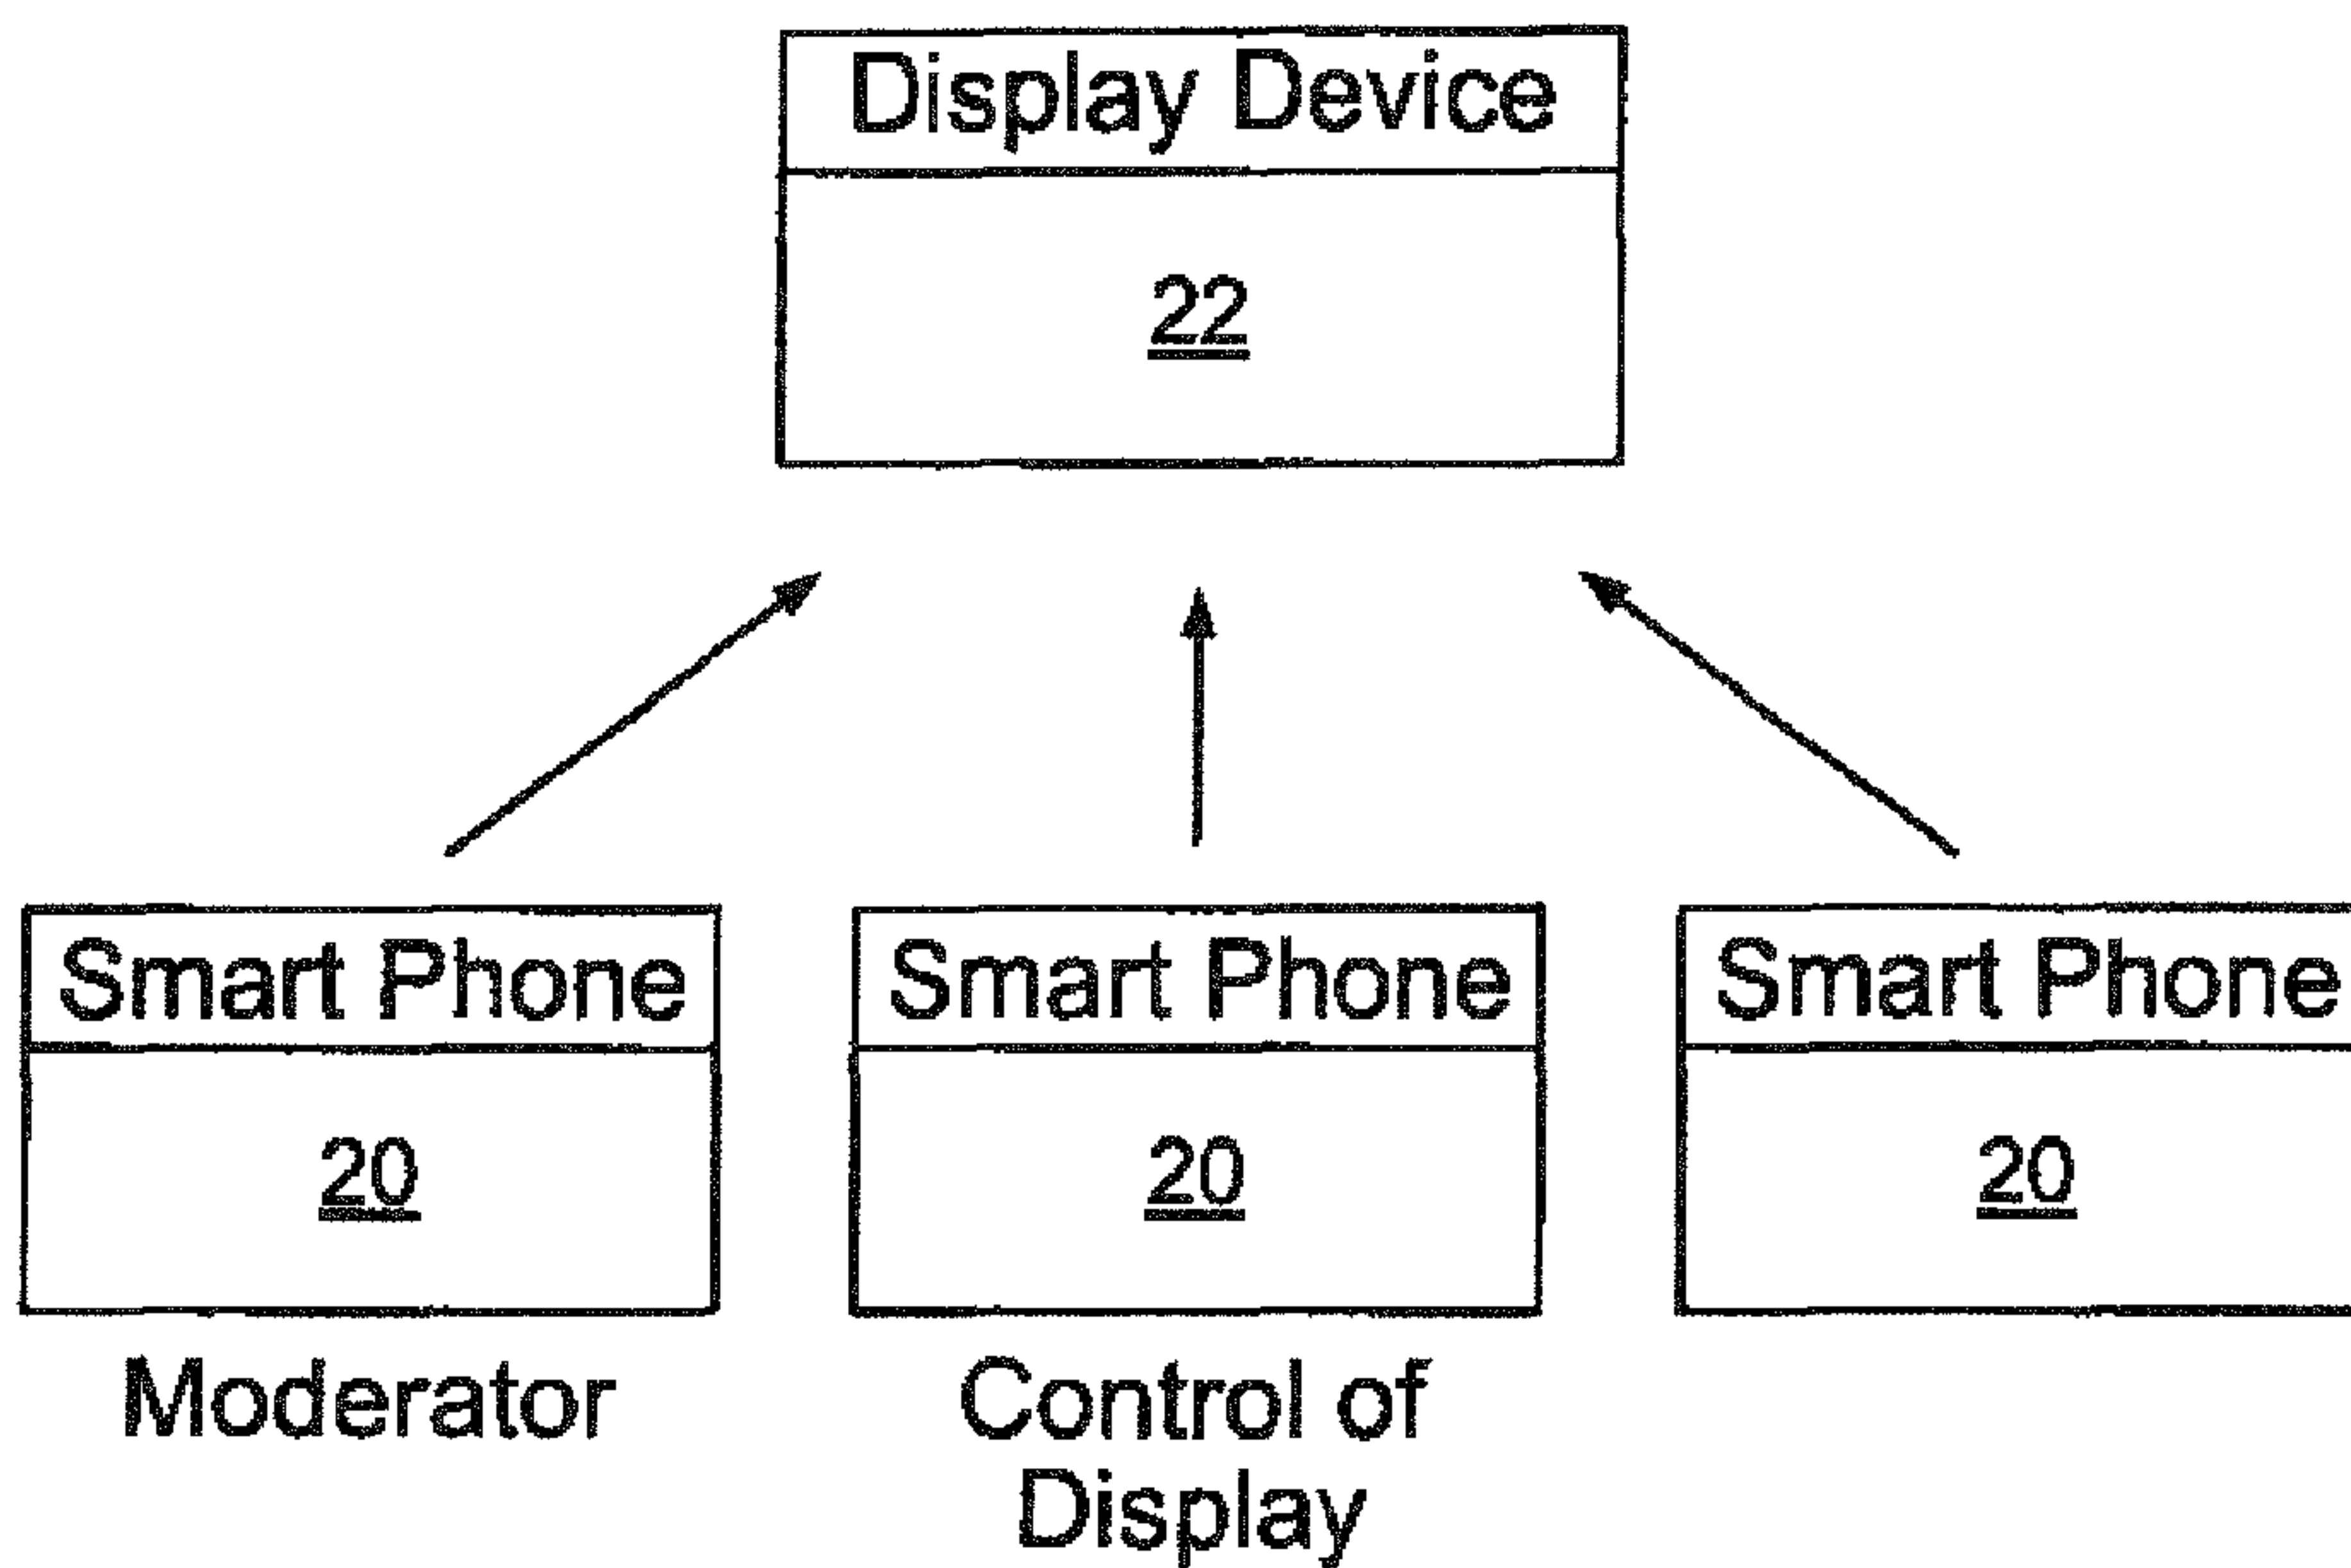 Display Device
22
Smart Phone
20
Moderator
Smart Phone
20
Control of
Display
Smart Phone
20